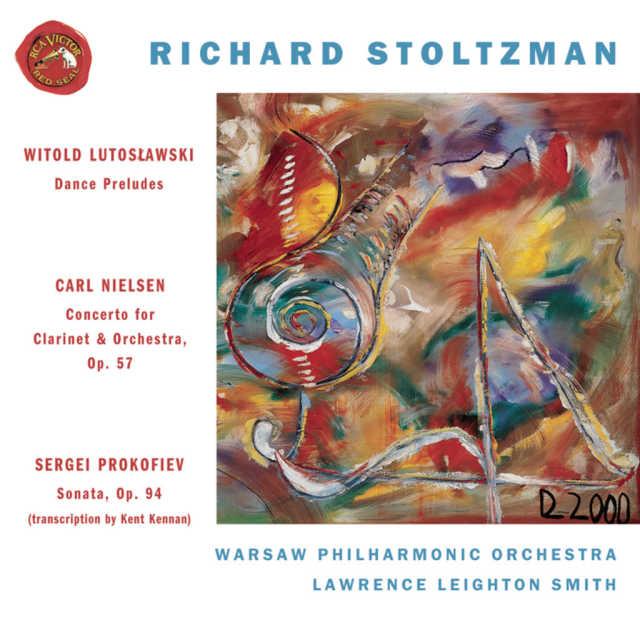 RCA VICTOR
RED SEAL
RICHARD STOLTZMAN
WITOLD LUTOSŁAWSKI
Dance Preludes
CARL NIELSEN
Concerto for
Clarinet & Orchestra,
Op. 57
SERGEI PROKOFIEV
Sonata, Op. 94
(transcription by Kent Kennan)
DZ 2000
WARSAW PHILHARMONIC ORCHESTRA
LAWRENCE LEIGHTON SMITH